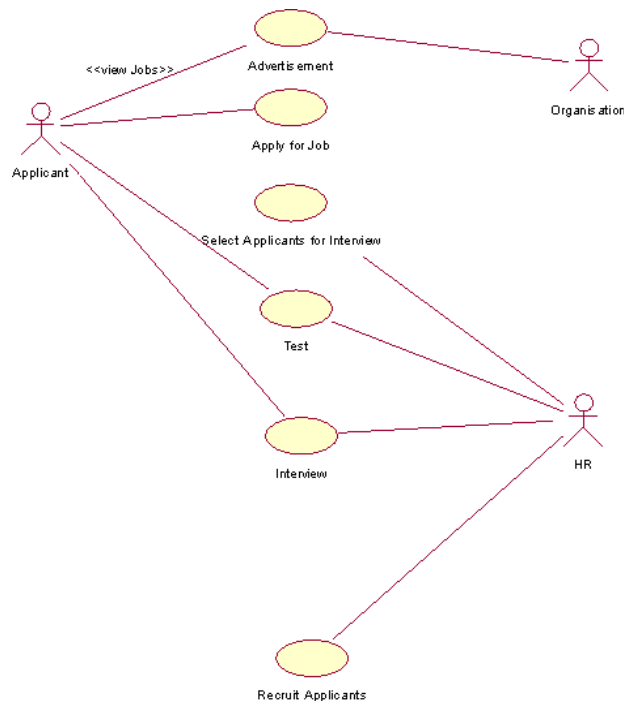 <<view Jobs>>
Advertisement
Organisation
Apply for Job
Applicant
Select Applicants for Interview
Test
Interview
HR
Recruit Applicants